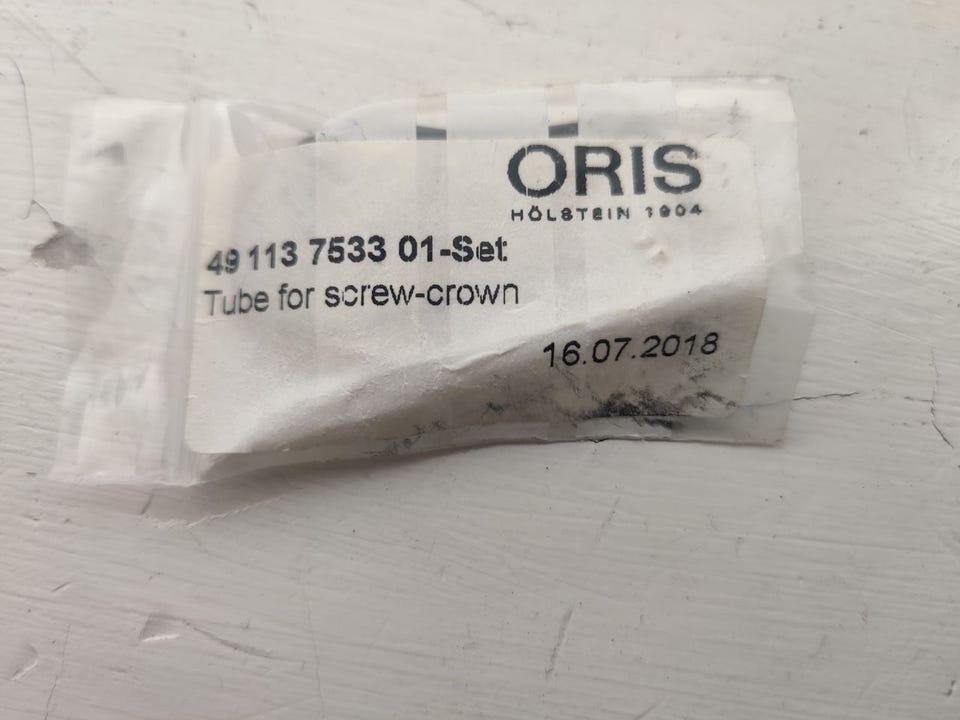 ORIS
HÖLSTEIN 1904
49 113 7533 01-Set
Tube for screw-crown
16.07.2018